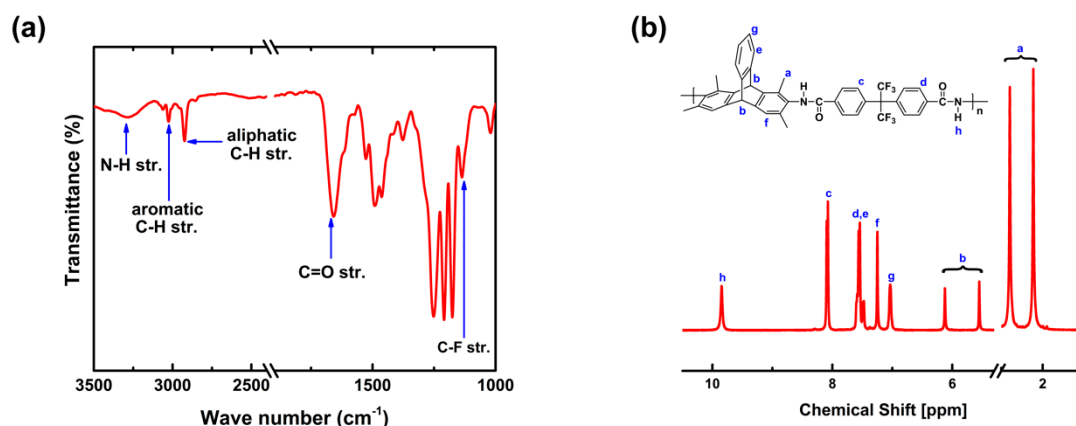 (a)
Transmittance (%)
N-H str.
aromatic
C-H str.
aliphatic
C-H str.
C=O str.
C-F str.
3500
3000
2500
1500
1000
Wave number (cm⁻¹)
(b)
g
e
b
a
b
f
HN
O
c
CF₃
CF₃
d
O
N
H
h
n
a
c
d,e
f
g
b
h
10
8
6
2
Chemical Shift [ppm]